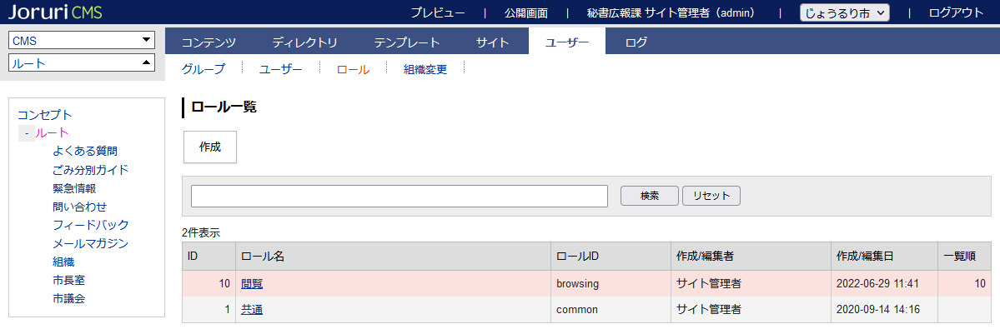 Joruri CMS プレビュー | 公開画面 | 秘書広報課 サイト管理者（admin） | じょうるり市 | ログアウト
CMS
ルート
コンテンツ ディレクトリ テンプレート サイト ユーザー ログ
グループ ユーザー ロール 組織変更
コンセプト
- ルート
よくある質問
ごみ分別ガイド
緊急情報
問い合わせ
フィードバック
メールマガジン
組織
市長室
市議会
ロール一覧
作成
検索 リセット
2件表示
ID ロール名 ロールID 作成/編集者 作成/編集日 一覧順
10 閲覧 browsing サイト管理者 2022-06-29 11:41 10
1 共通 common サイト管理者 2020-09-14 14:16